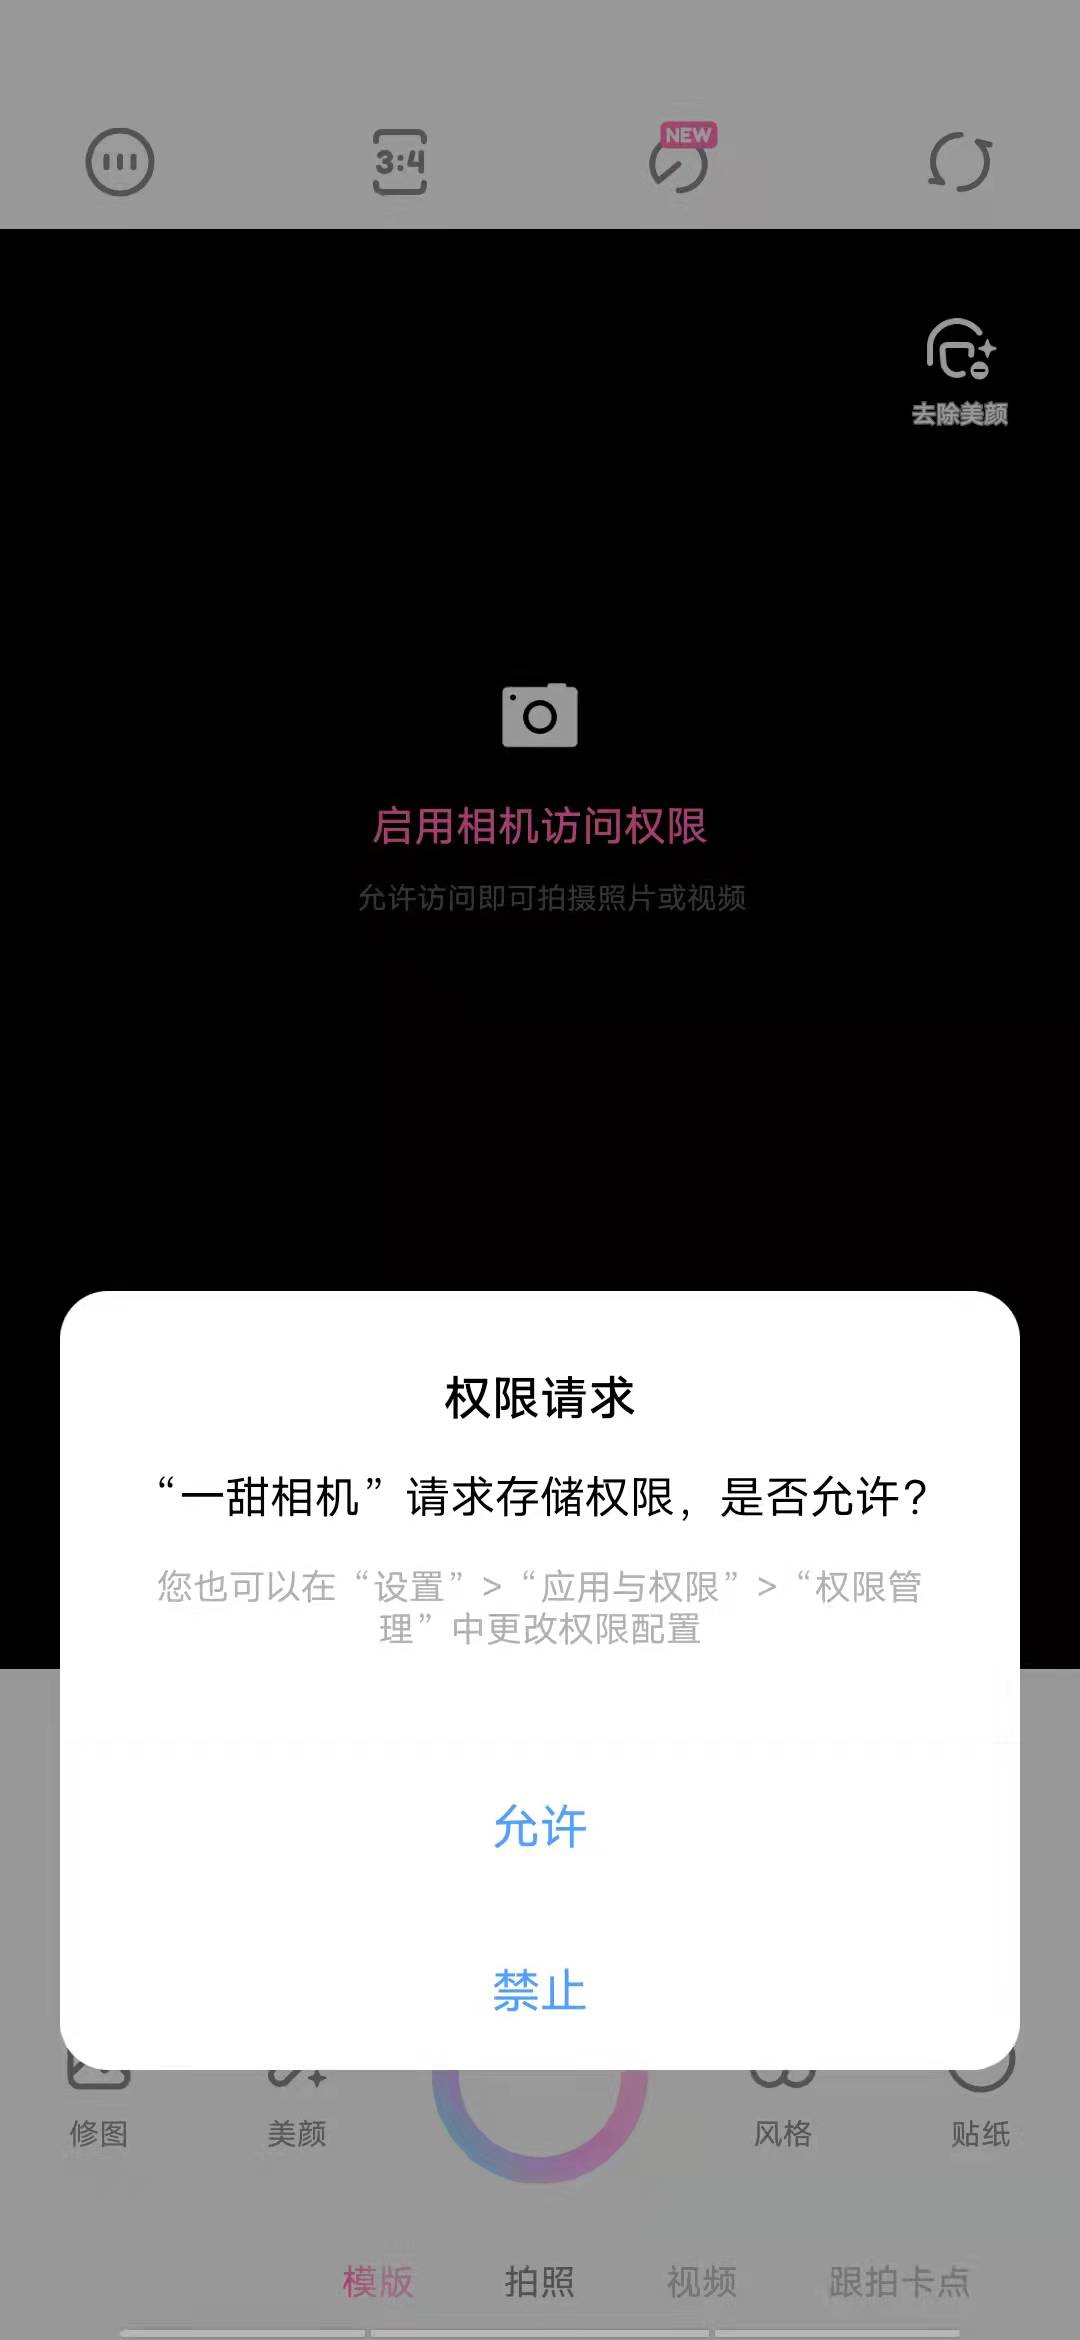 NEW
3:4
去除美颜
启用相机访问权限
允许访问即可拍摄照片或视频
权限请求
“一甜相机”请求存储权限，是否允许？
您也可以在“设置”>“应用与权限”>“权限管
理”中更改权限配置
允许
禁止
修图 美颜 风格 贴纸
模版 拍照 视频 跟拍卡点